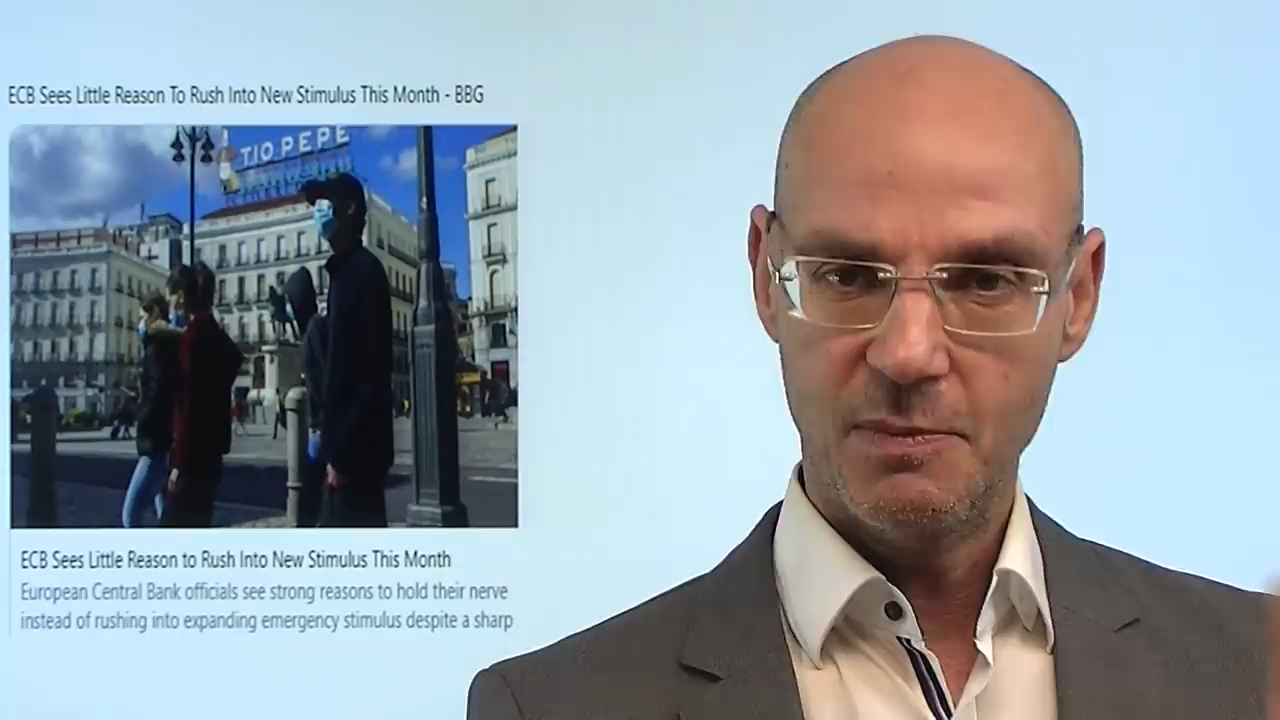 ECB Sees Little Reason To Rush Into New Stimulus This Month - BBG
TIO PEPE
ECB Sees Little Reason to Rush Into New Stimulus This Month
European Central Bank officials see strong reasons to hold their nerve
instead of rushing into expanding emergency stimulus despite a sharp